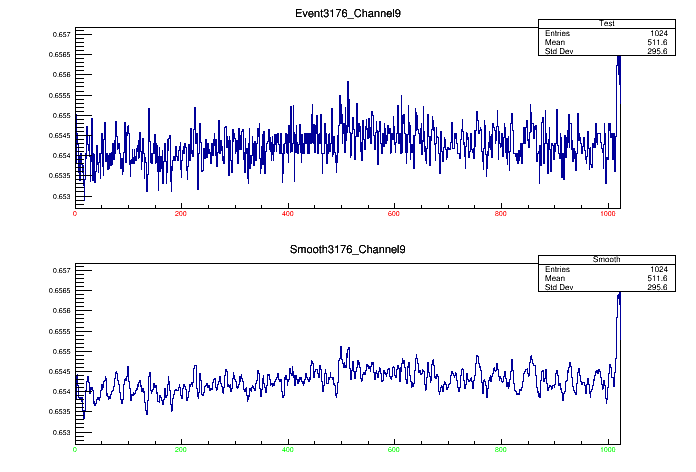 Event3176_Channel9
Test
Entries 1024
Mean 511.6
Std Dev 295.6
0.657
0.6565
0.656
0.6555
0.655
0.6545
0.654
0.6535
0.653
0 200 400 600 800 1000
Smooth3176_Channel9
Smooth
Entries 1024
Mean 511.6
Std Dev 295.6
0.657
0.6565
0.656
0.6555
0.655
0.6545
0.654
0.6535
0.653
0 200 400 600 800 1000